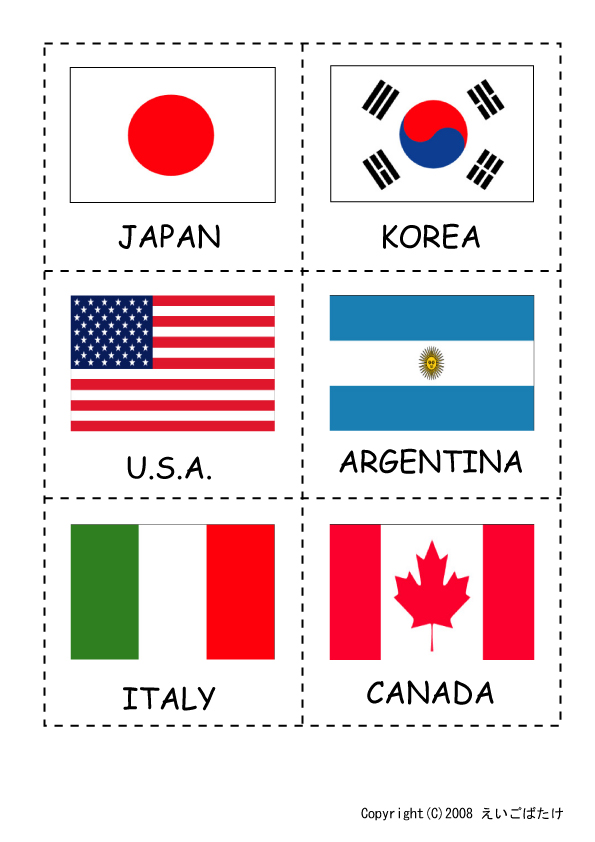 JAPAN
KOREA
U.S.A.
ARGENTINA
ITALY
CANADA
Copyright(C)2008 えいごばたけ